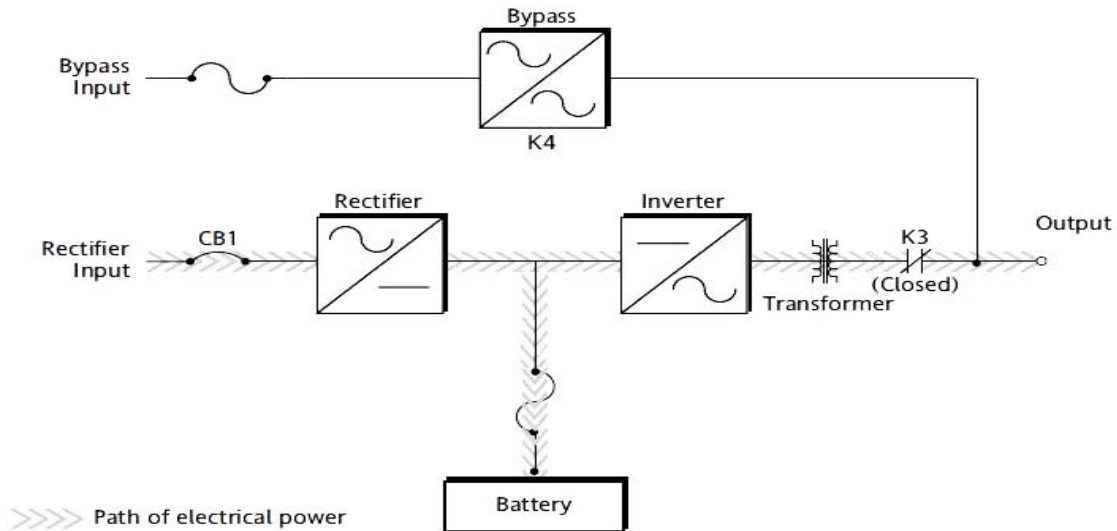 Bypass
Bypass
Input
K4
Rectifier
Inverter
Output
Rectifier
Input
CB1
K3
(Closed)
Transformer
Battery
Path of electrical power